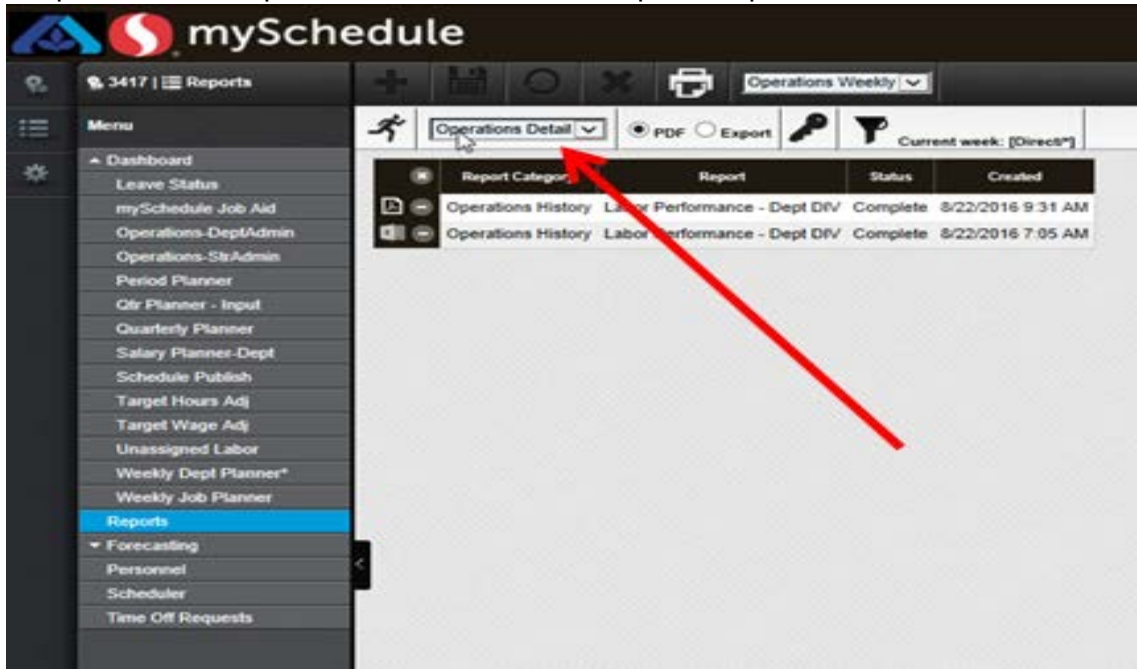 mySchedule
3417 | Reports
Operations Weekly
Menu
Operations Detail
PDF Export
Current week: [Direct/*]
Dashboard
Leave Status
mySchedule Job Aid
Operations-DeptAdmin
Operations-StrAdmin
Period Planner
Qtr Planner - Input
Quarterly Planner
Salary Planner-Dept
Schedule Publish
Target Hours Adj
Target Wage Adj
Unassigned Labor
Weekly Dept Planner*
Weekly Job Planner
Reports
Forecasting
Personnel
Scheduler
Time Off Requests
Report Category Report Status Created
Operations History Labor Performance - Dept DIV Complete 8/22/2016 9:31 AM
Operations History Labor Performance - Dept DIV Complete 8/22/2016 7:05 AM